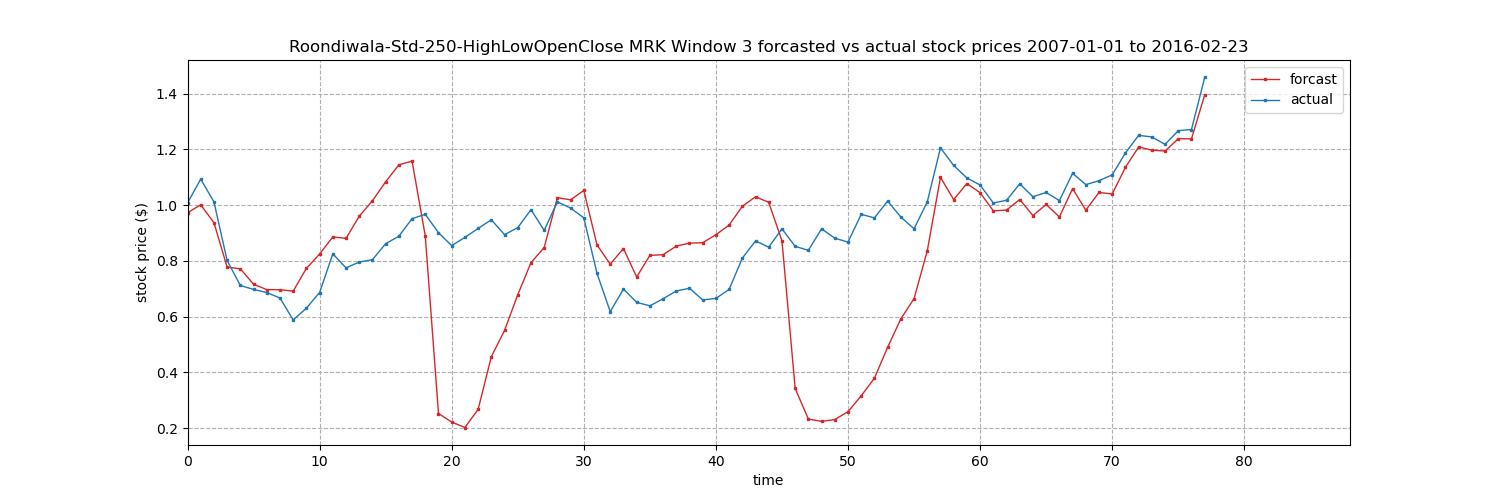 Roondiwala-Std-250-HighLowOpenClose MRK Window 3 forcasted vs actual stock prices 2007-01-01 to 2016-02-23
forcast
actual
stock price ($)
1.4
1.2
1.0
0.8
0.6
0.4
0.2
0 10 20 30 40 50 60 70 80
time